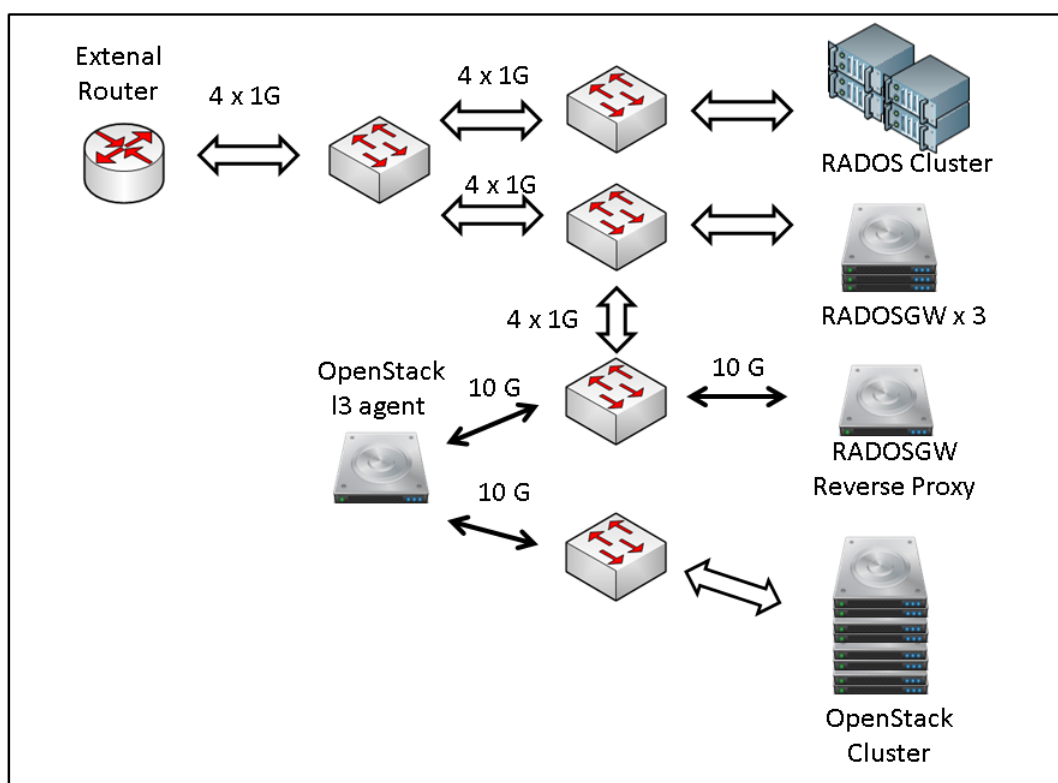 Extenal
Router
4 x 1G
4 x 1G
RADOS Cluster
4 x 1G
RADOSGW x 3
4 x 1G
OpenStack
l3 agent
10 G
10 G
RADOSGW
Reverse Proxy
10 G
OpenStack
Cluster